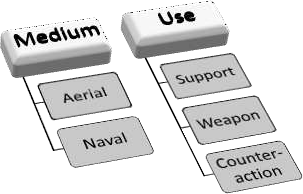 Medium
Aerial
Naval
Use
Support
Weapon
Counter-
action